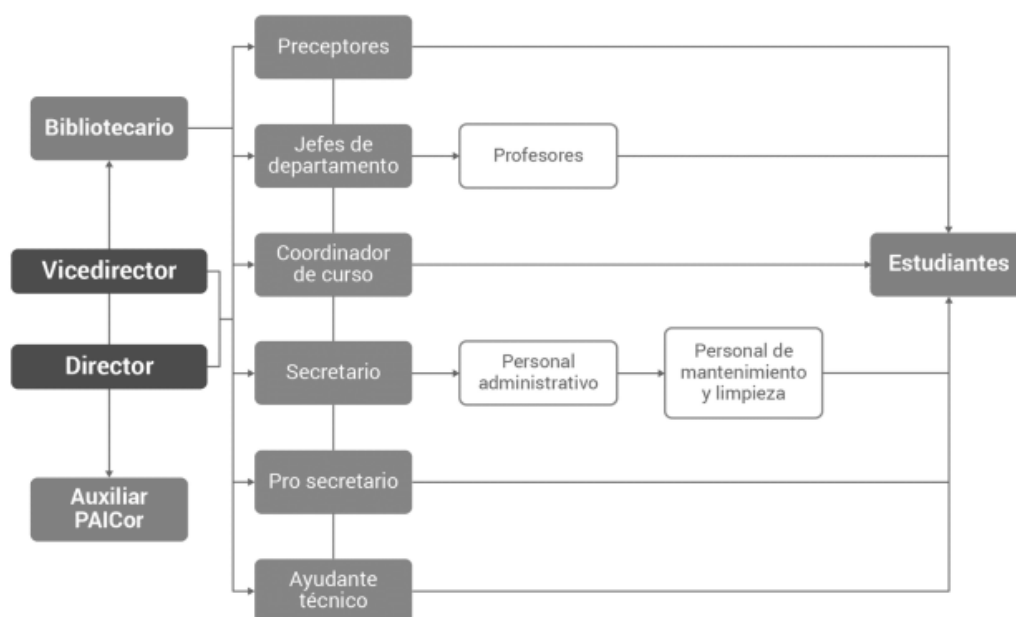 Preceptores
Bibliotecario
Jefes de
departamento
Profesores
Vicedirector
Coordinador
de curso
Estudiantes
Director
Secretario
Personal
administrativo
Personal de
mantenimiento
y limpieza
Auxiliar
PAICor
Pro secretario
Ayudante
técnico